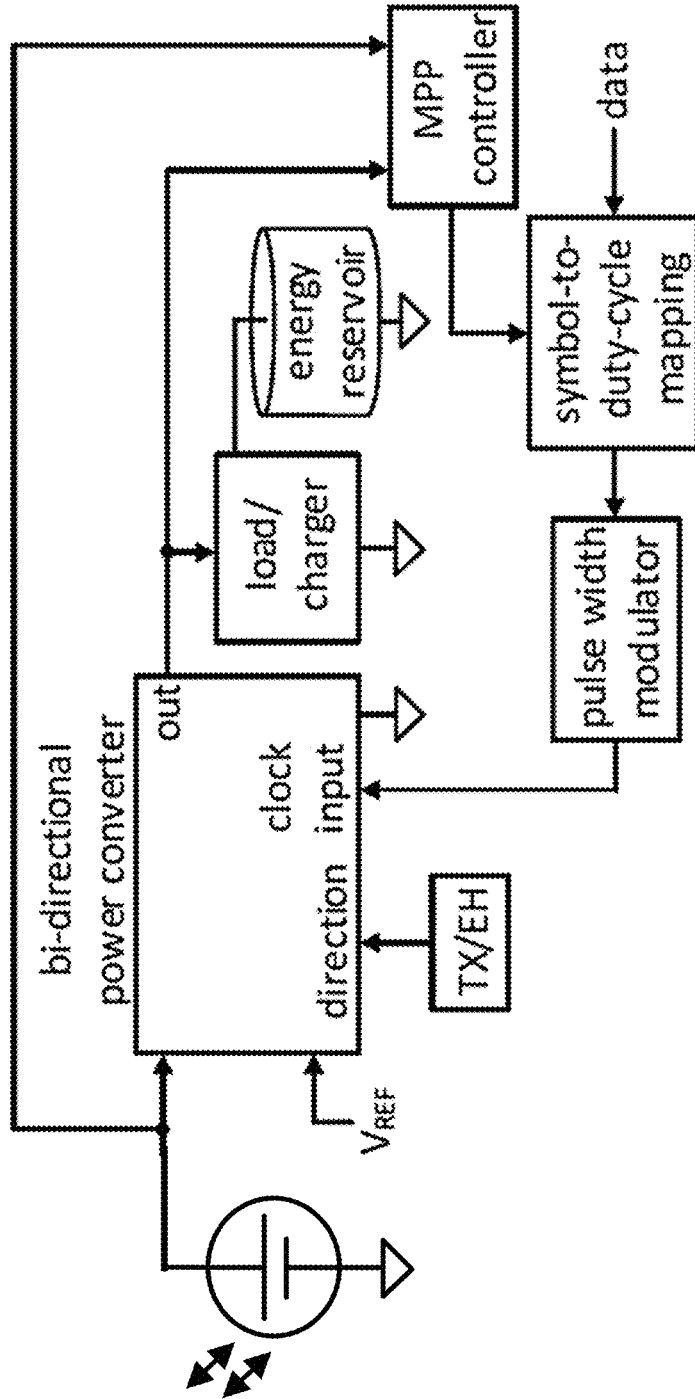 bi-directional
power converter
out
clock
direction input
V_REF
TX/EH
load/
charger
energy
reservoir
MPP
controller
pulse width
modulator
symbol-to-
duty-cycle
mapping
data